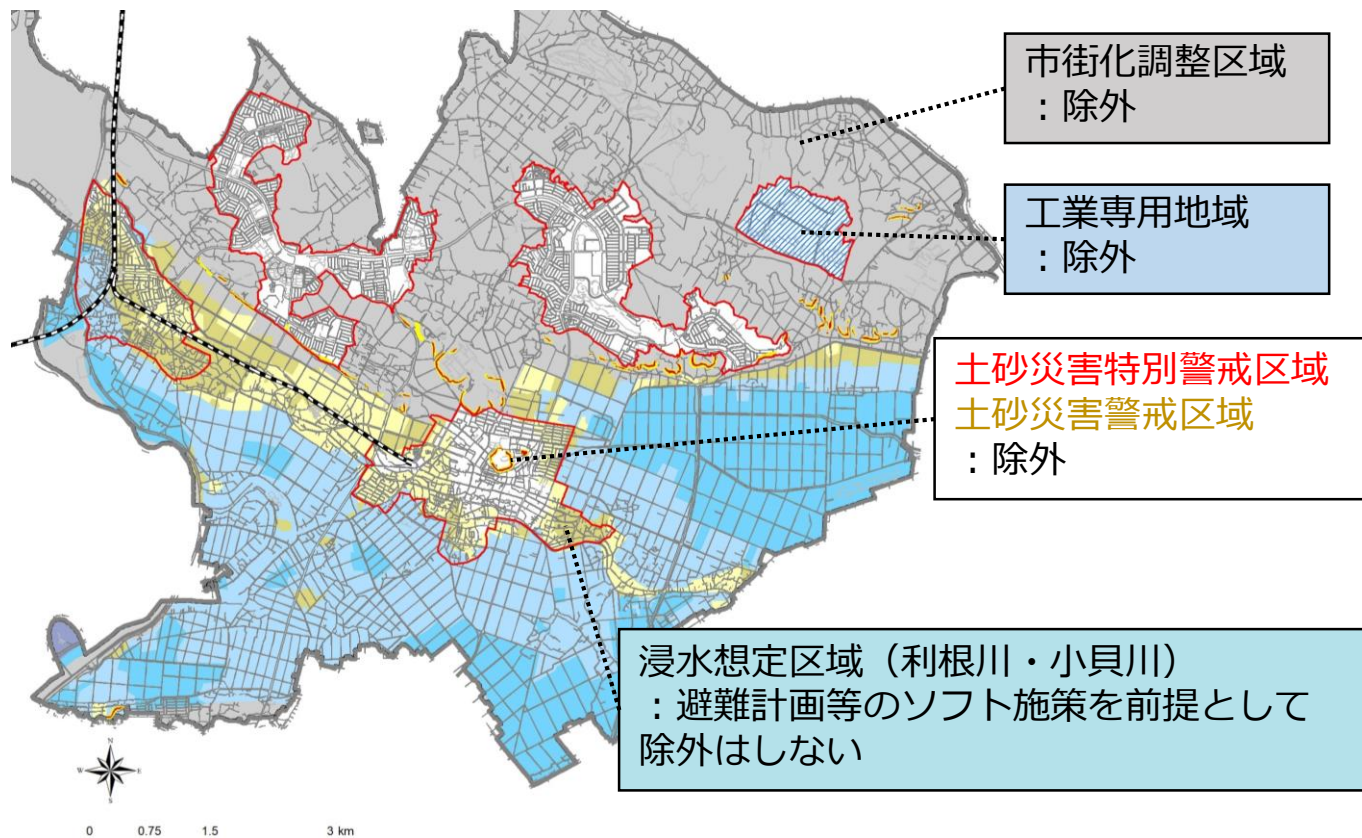 市街化調整区域
：除外
工業専用地域
：除外
土砂災害特別警戒区域
土砂災害警戒区域
：除外
浸水想定区域（利根川・小貝川）
：避難計画等のソフト施策を前提として
除外はしない
N
W E
S
0 0.75 1.5 3 km